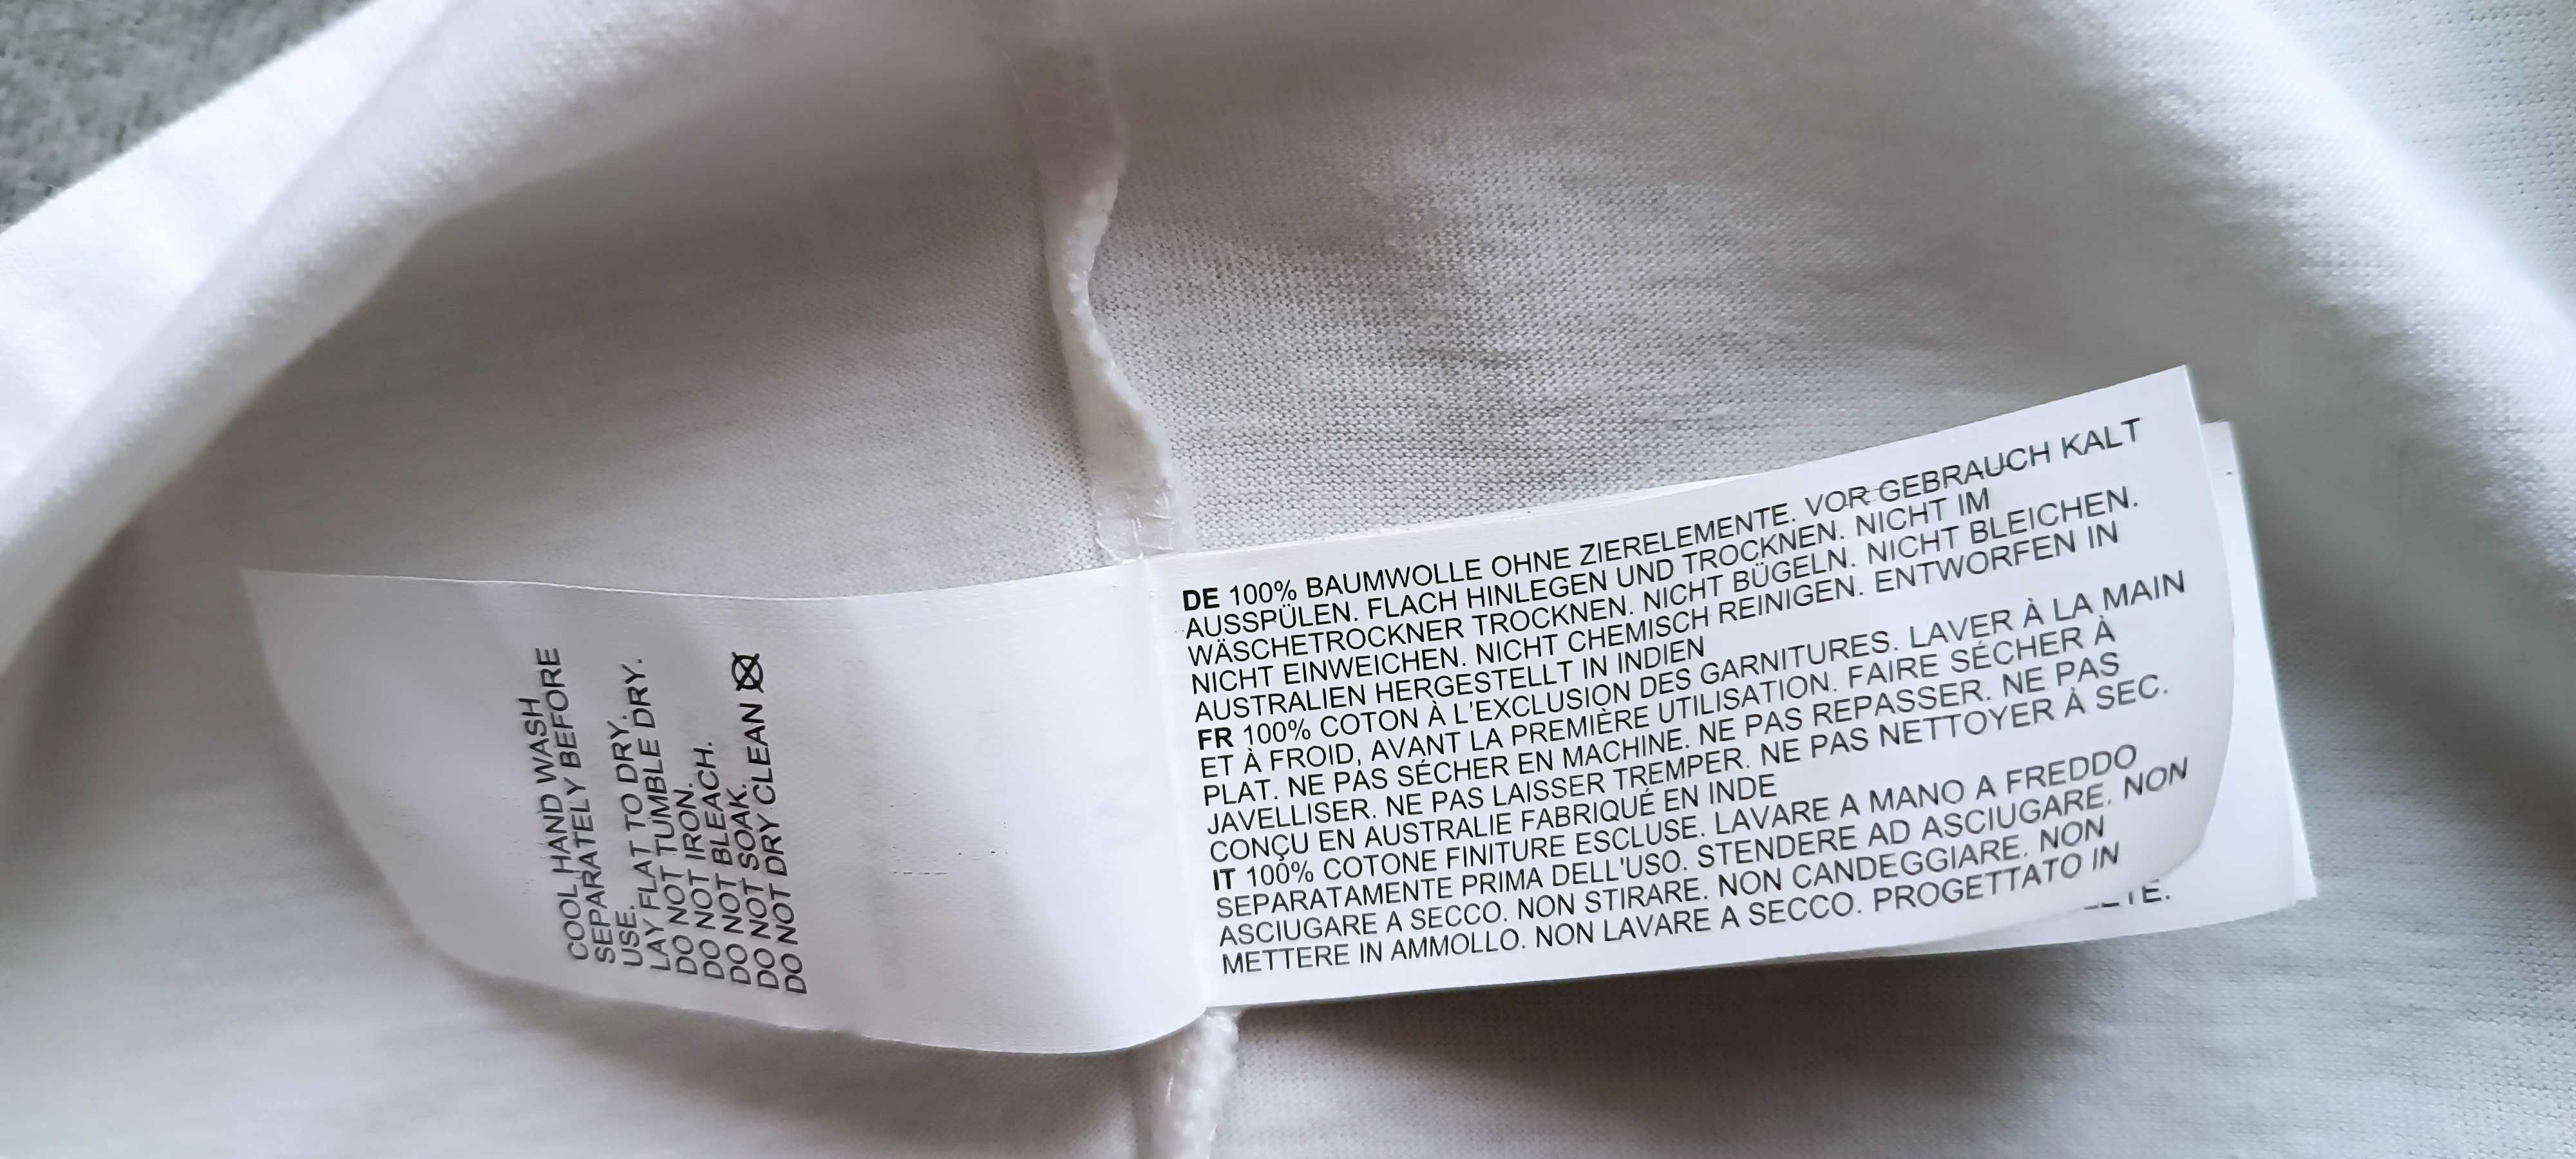 COOL HAND WASH
SEPARATELY BEFORE
USE.
LAY FLAT TO DRY.
DO NOT TUMBLE DRY.
DO NOT IRON.
DO NOT BLEACH.
DO NOT SOAK.
DO NOT DRY CLEAN
DE 100% BAUMWOLLE OHNE ZIERELEMENTE. VOR GEBRAUCH KALT
AUSSPÜLEN. FLACH HINLEGEN UND TROCKNEN. NICHT IM
WÄSCHETROCKNER TROCKNEN. NICHT BÜGELN. NICHT BLEICHEN.
NICHT EINWEICHEN. NICHT CHEMISCH REINIGEN. ENTWORFEN IN
AUSTRALIEN HERGESTELLT IN INDIEN
FR 100% COTON À L'EXCLUSION DES GARNITURES. LAVER À LA MAIN
ET À FROID, AVANT LA PREMIÈRE UTILISATION. FAIRE SÉCHER À
PLAT. NE PAS SÉCHER EN MACHINE. NE PAS REPASSER. NE PAS
JAVELLISER. NE PAS LAISSER TREMPER. NE PAS NETTOYER À SEC.
CONÇU EN AUSTRALIE FABRIQUÉ EN INDE
IT 100% COTONE FINITURE ESCLUSE. LAVARE A MANO A FREDDO
SEPARATAMENTE PRIMA DELL'USO. STENDERE AD ASCIUGARE. NON
ASCIUGARE A SECCO. NON STIRARE. NON CANDEGGIARE. NON
METTERE IN AMMOLLO. NON LAVARE A SECCO. PROGETTATO IN